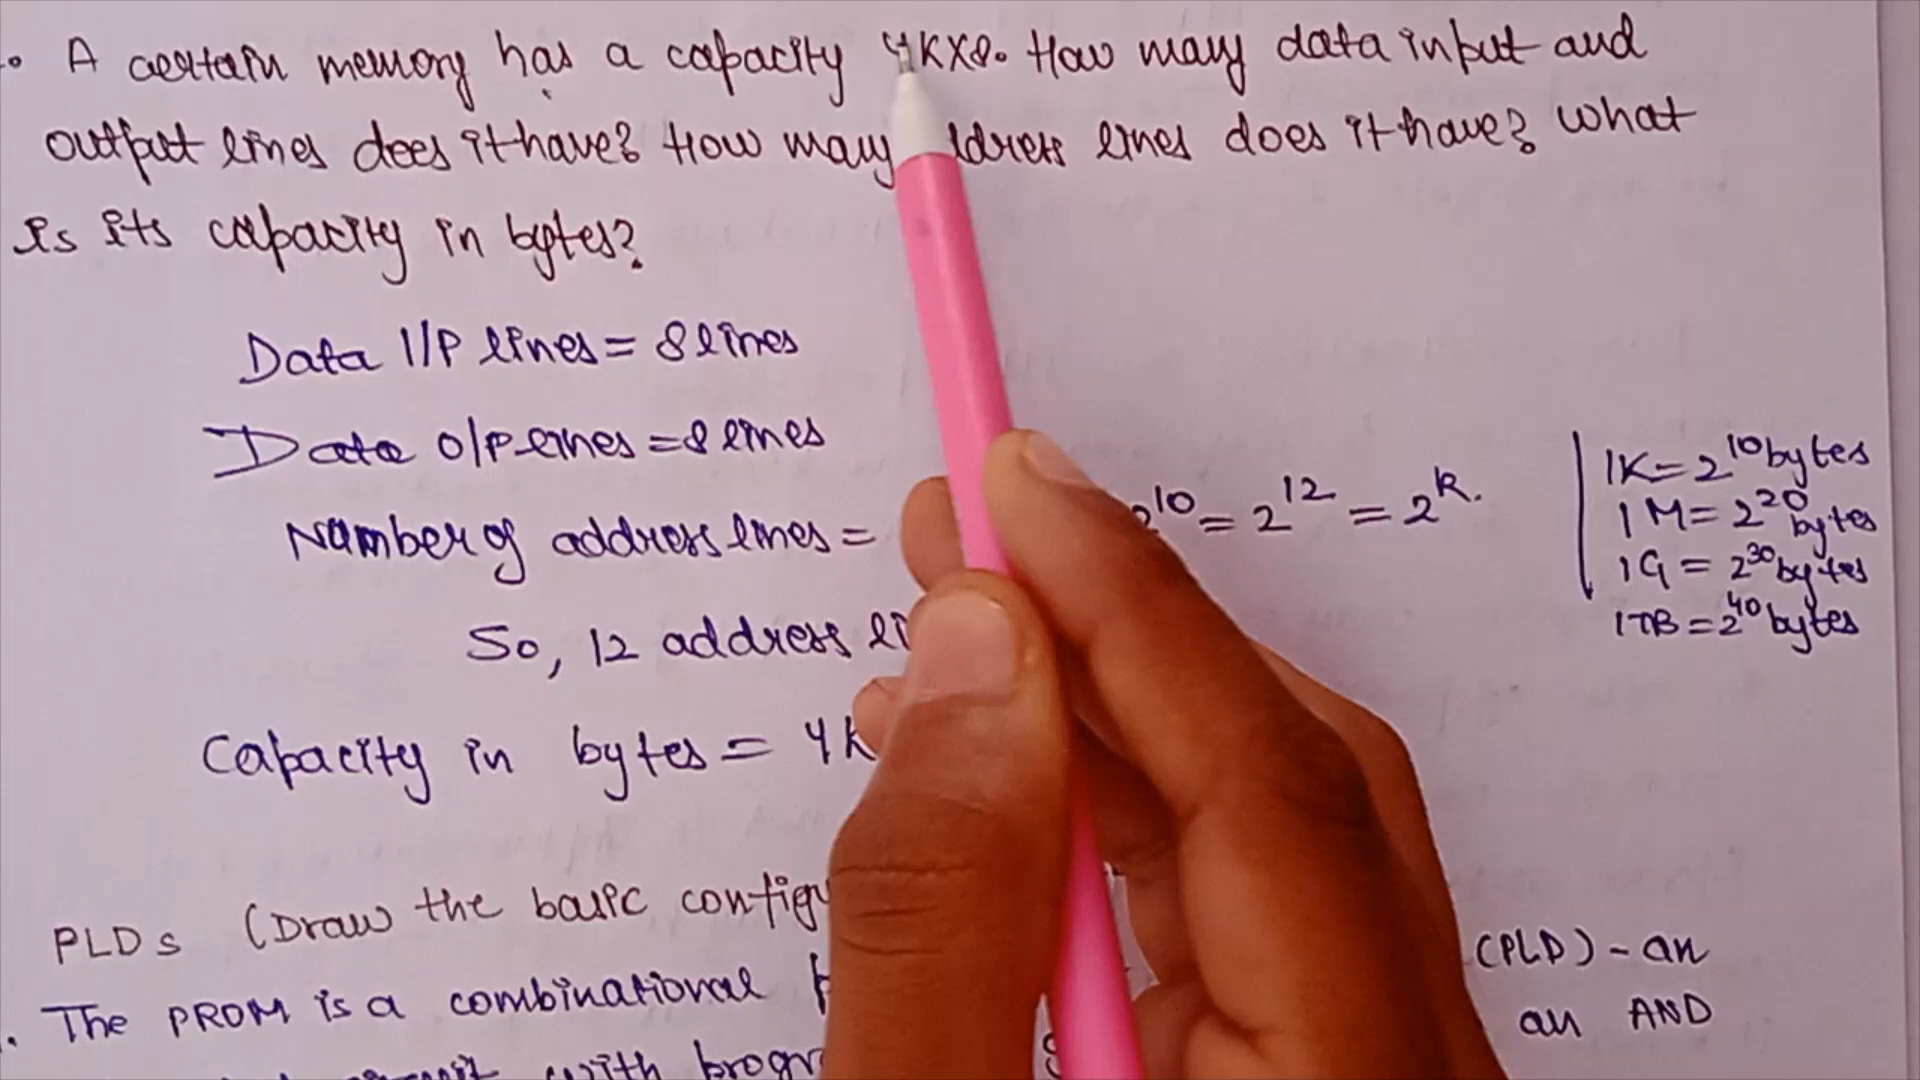 A certain memory has a capacity 4KX8. How many data input and
output lines does it have? How many address lines does it have? What
is its capacity in bytes?
Data I/P lines = 8 lines
Data O/P lines = 8 lines
Number of address lines = 2^10 = 2^12 = 2^k.
So, 12 address
Capacity in bytes = 4K
1K = 2^10 bytes
1M = 2^20 bytes
1G = 2^30 bytes
1TB = 2^40 bytes
PLDs (Draw the basic
(PLD) - an
The PROM is a combinational
an AND
with